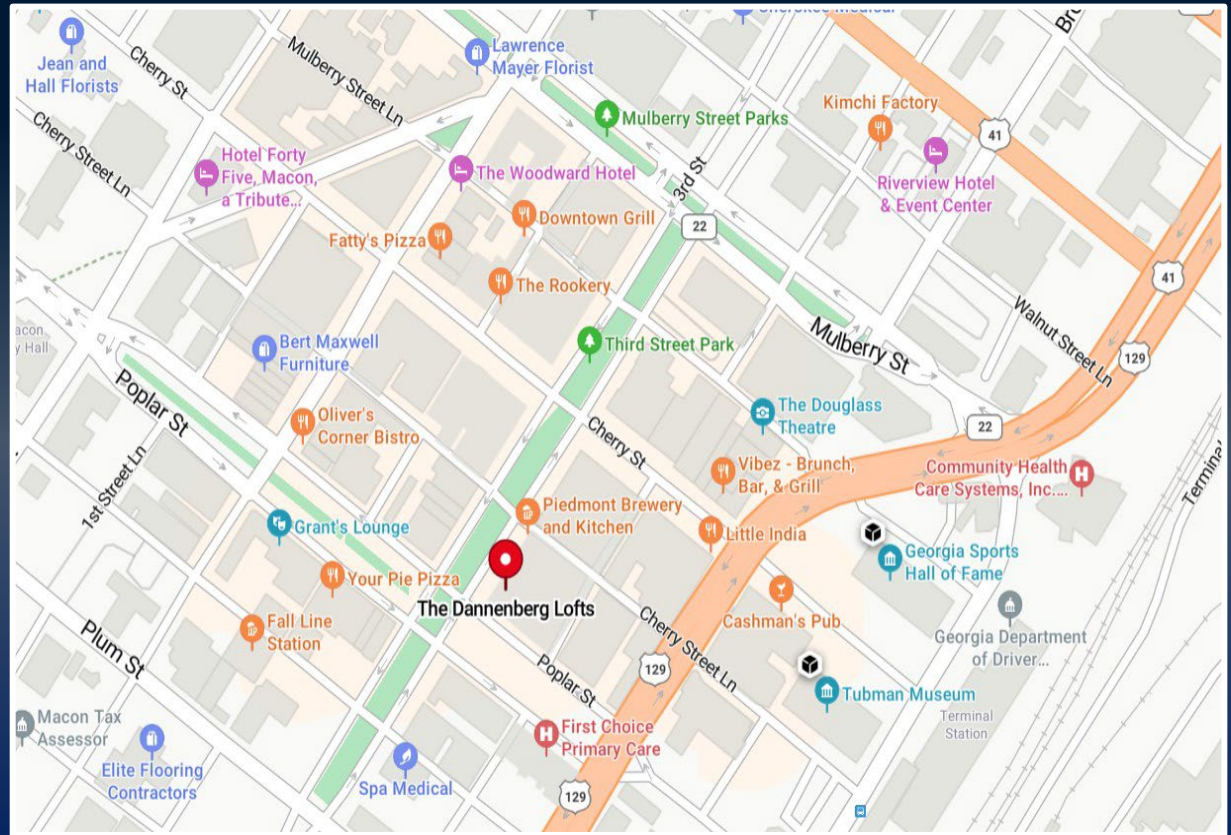 Cherokee Medical
Bro
Jean and
Hall Florists
Cherry St
Mulberry Street Ln
Lawrence
Mayer Florist
Mulberry Street Parks
Kimchi Factory
41
Cherry Street Ln
Hotel Forty
Five, Macon,
a Tribute...
The Woodward Hotel
3rd St
Riverview Hotel
& Event Center
Downtown Grill
22
Fatty's Pizza
The Rookery
41
Walnut Street Ln
acon
y Hall
Bert Maxwell
Furniture
Third Street Park
Mulberry St
129
Poplar St
Oliver's
Corner Bistro
The Douglass
Theatre
Cherry St
22
1st Street Ln
Vibez - Brunch,
Bar, & Grill
Community Health
Care Systems, Inc....
Terminal
Piedmont Brewery
and Kitchen
Grant's Lounge
Little India
Georgia Sports
Hall of Fame
Your Pie Pizza
The Dannenberg Lofts
Cashman's Pub
Fall Line
Station
Cherry Street Ln
Georgia Department
of Driver...
Plum St
Poplar St
129
Tubman Museum
Macon Tax
Assessor
First Choice
Primary Care
Terminal
Station
Elite Flooring
Contractors
Spa Medical
129